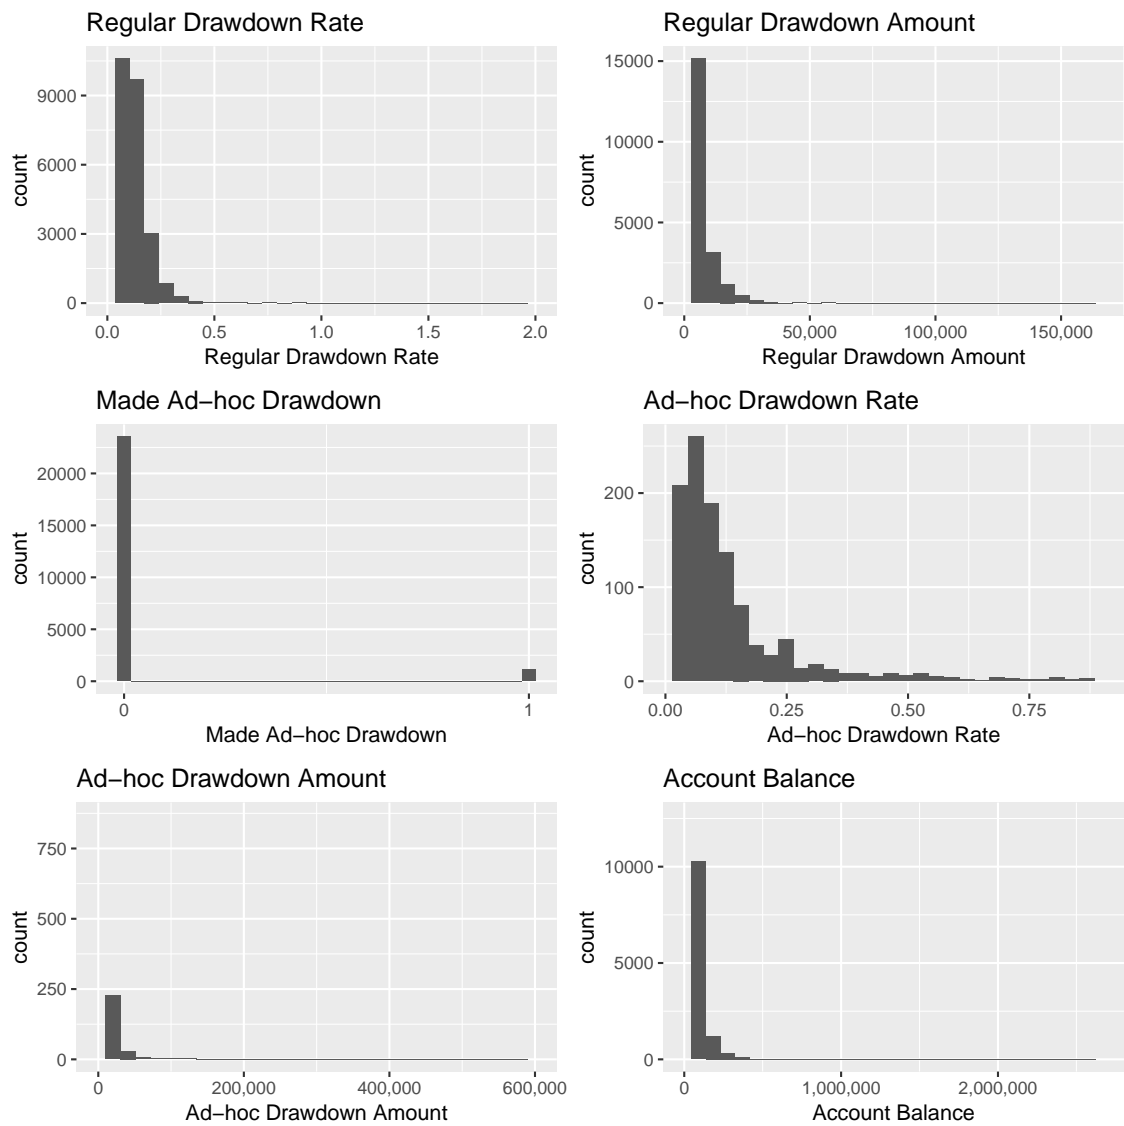 Regular Drawdown Rate
count
9000
6000
3000
0
0.0 0.5 1.0 1.5 2.0
Regular Drawdown Rate
Regular Drawdown Amount
count
15000
10000
5000
0
0 50,000 100,000 150,000
Regular Drawdown Amount
Made Ad−hoc Drawdown
count
20000
15000
10000
5000
0
0 1
Made Ad−hoc Drawdown
Ad−hoc Drawdown Rate
count
200
100
0
0.00 0.25 0.50 0.75
Ad−hoc Drawdown Rate
Ad−hoc Drawdown Amount
count
750
500
250
0
0 200,000 400,000 600,000
Ad−hoc Drawdown Amount
Account Balance
count
10000
5000
0
0 1,000,000 2,000,000
Account Balance